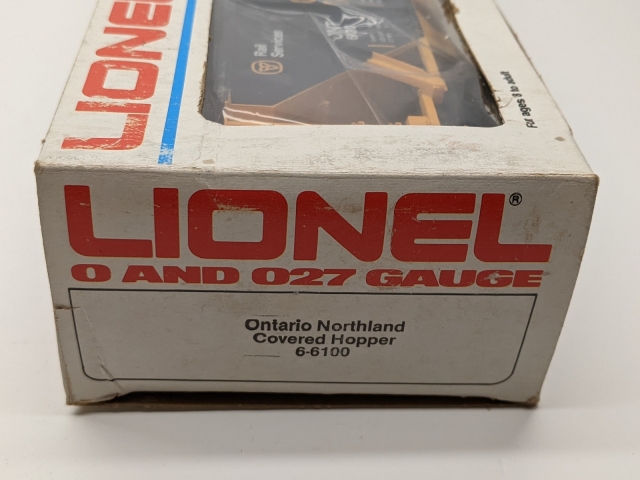 LIONEL
Rail
Services
For ages 8 to adult
LIONEL®
O AND O27 GAUGE
Ontario Northland
Covered Hopper
6-6100